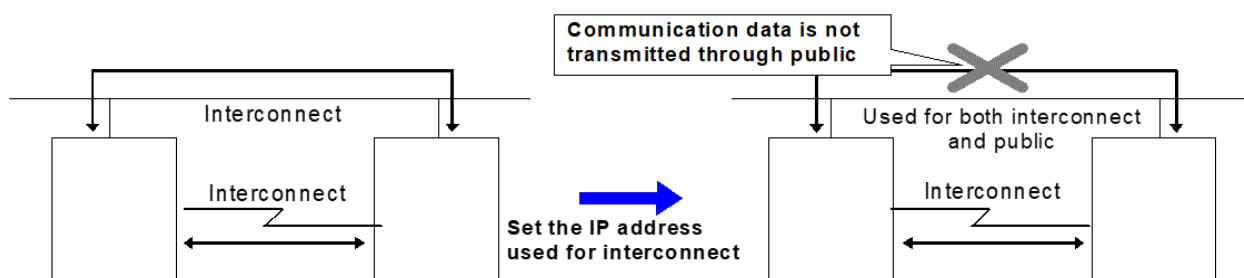 Communication data is not
transmitted through public
Interconnect
Interconnect
Set the IP address
used for interconnect
Used for both interconnect
and public
Interconnect